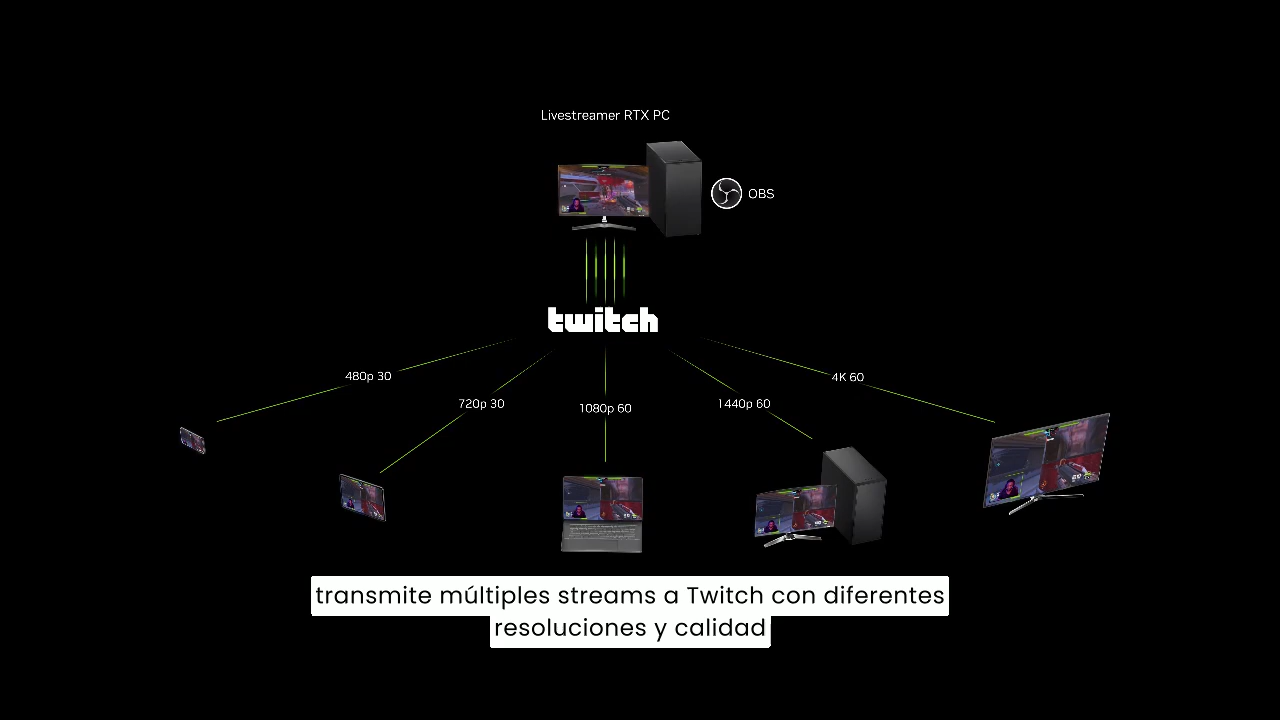 Livestreamer RTX PC
OBS
twitch
480p 30
720p 30
1080p 60
1440p 60
4K 60
transmite múltiples streams a Twitch con diferentes
resoluciones y calidad